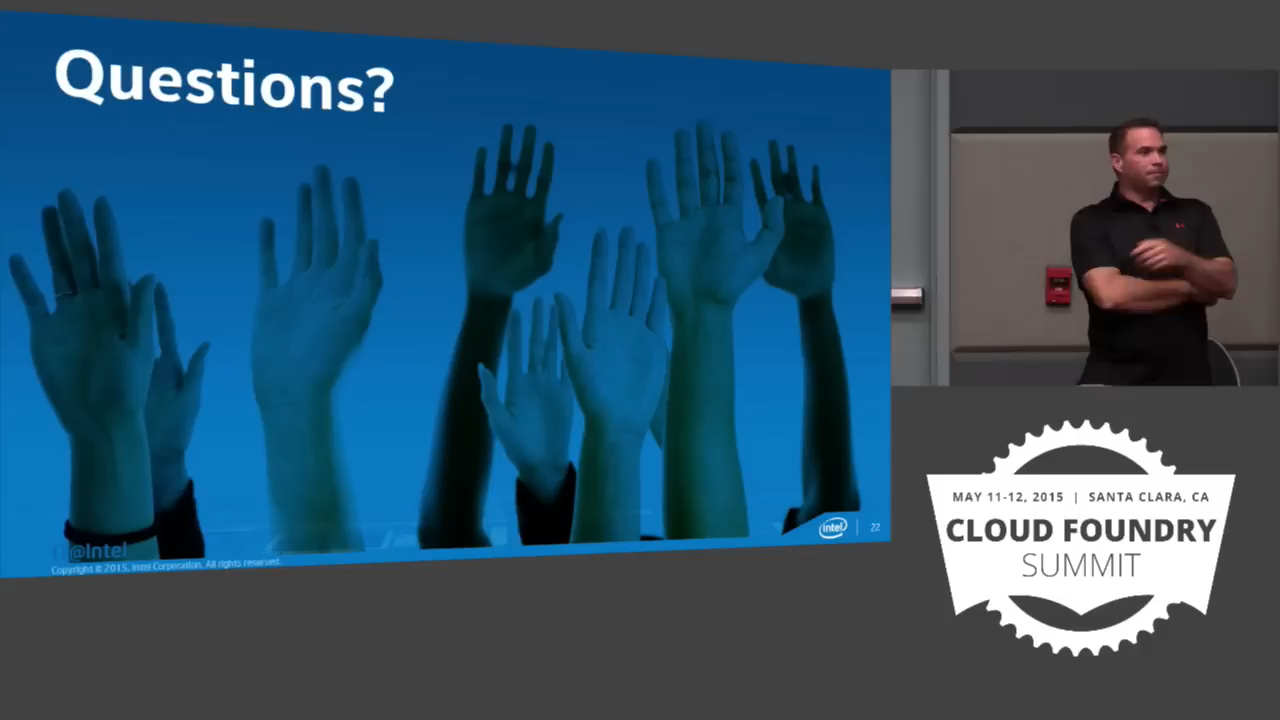 Questions?
@Intel
Copyright © 2015, Intel Corporation. All rights reserved.
intel
22
MAY 11-12, 2015 | SANTA CLARA, CA
CLOUD FOUNDRY
SUMMIT